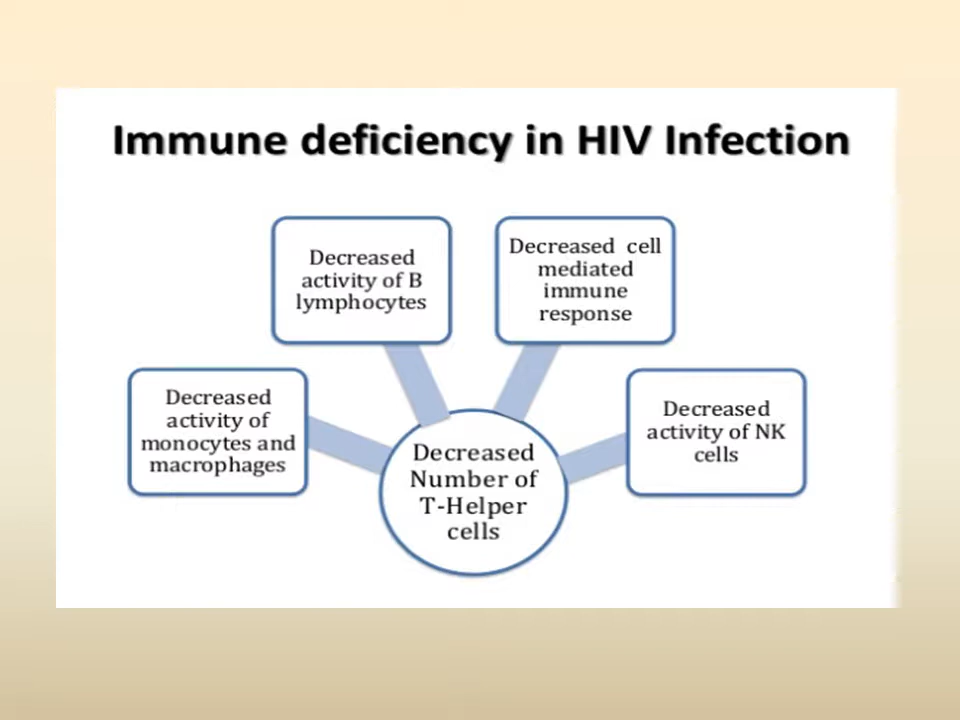 Immune deficiency in HIV Infection
Decreased
activity of B
lymphocytes
Decreased cell
mediated
immune
response
Decreased
activity of
monocytes and
macrophages
Decreased
activity of NK
cells
Decreased
Number of
T-Helper
cells